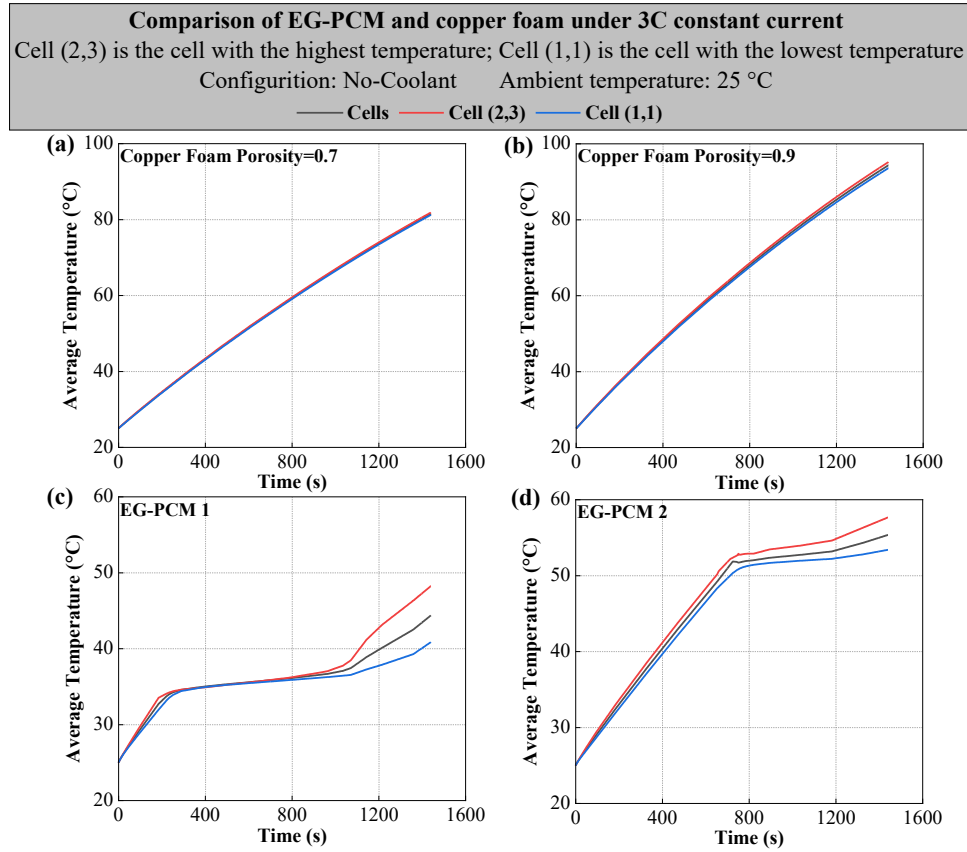 Comparison of EG-PCM and copper foam under 3C constant current
Cell (2,3) is the cell with the highest temperature; Cell (1,1) is the cell with the lowest temperature
Configurition: No-Coolant Ambient temperature: 25 °C
Cells Cell (2,3) Cell (1,1)
(a)
Copper Foam Porosity=0.7
Average Temperature (°C)
100
80
60
40
20
0 400 800 1200 1600
Time (s)
(b)
Copper Foam Porosity=0.9
Average Temperature (°C)
100
80
60
40
20
0 400 800 1200 1600
Time (s)
(c)
EG-PCM 1
Average Temperature (°C)
60
50
40
30
20
0 400 800 1200 1600
Time (s)
(d)
EG-PCM 2
Average Temperature (°C)
60
50
40
30
20
0 400 800 1200 1600
Time (s)